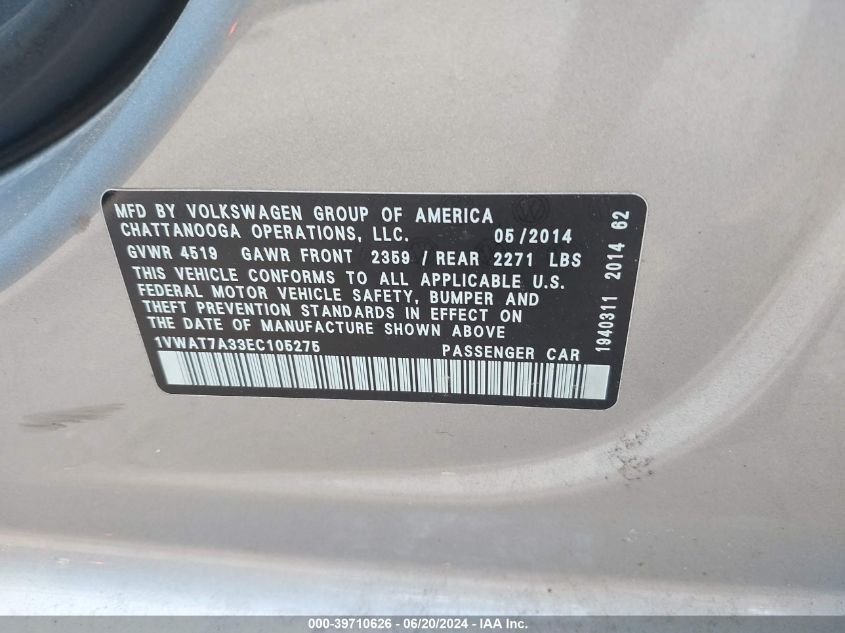 MFD BY VOLKSWAGEN GROUP OF AMERICA
CHATTANOOGA OPERATIONS, LLC. 05/2014
GVWR 4519 GAWR FRONT 2359 / REAR 2271 LBS
THIS VEHICLE CONFORMS TO ALL APPLICABLE U.S.
FEDERAL MOTOR VEHICLE SAFETY, BUMPER AND
THEFT PREVENTION STANDARDS IN EFFECT ON
THE DATE OF MANUFACTURE SHOWN ABOVE
1VWAT7A33EC105275 PASSENGER CAR
1940311 2014 62
000-39710626 - 06/20/2024 - IAA Inc.